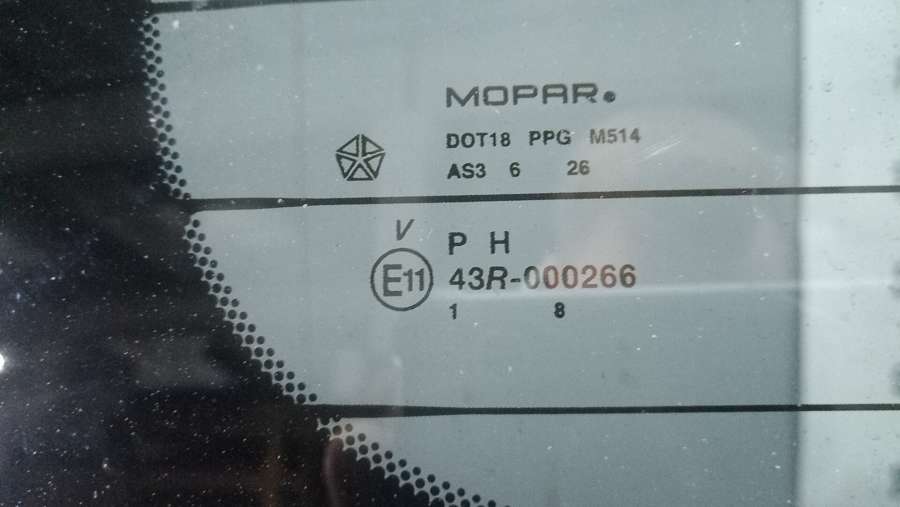 MOPAR.
DOT18 PPG M514
AS3 6 26
V
P H
E11 43R-000266
1 8